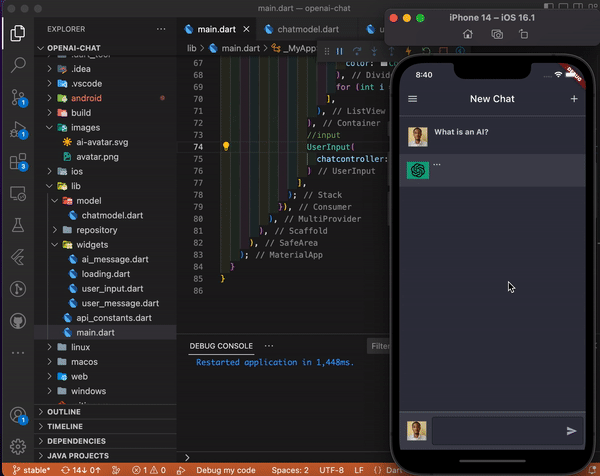 main.dart — openai-chat
EXPLORER
OPENAI-CHAT
.idea
.vscode
android
build
images
ai-avatar.svg
avatar.png
ios
lib
model
chatmodel.dart
repository
widgets
ai_message.dart
loading.dart
user_input.dart
user_message.dart
api_constants.dart
main.dart
linux
macos
web
windows
OUTLINE
TIMELINE
DEPENDENCIES
JAVA PROJECTS
1
1
3
1
1
main.dart
chatmodel.dart
lib > main.dart > _MyApp
67
68 ), // Divid
69 for (int i
70 ],
71 ), // ListView
72 ), // Container
73 //input
74 UserInput(
75 chatcontroller:
76 ) // UserInput
77 ],
78 ); // Stack
79 }), // Consumer
80 ), // MultiProvider
81 ), // Scaffold
82 ), // SafeArea
83 ); // MaterialApp
84 }
85 }
86
DEBUG CONSOLE
Filter
Restarted application in 1,448ms.
iPhone 14 – iOS 16.1
8:40
DEBUG
New Chat
What is an AI?
...
stable* 14↓ 0↑ 1 0 Debug my code Spaces: 2 UTF-8 LF {} Dart